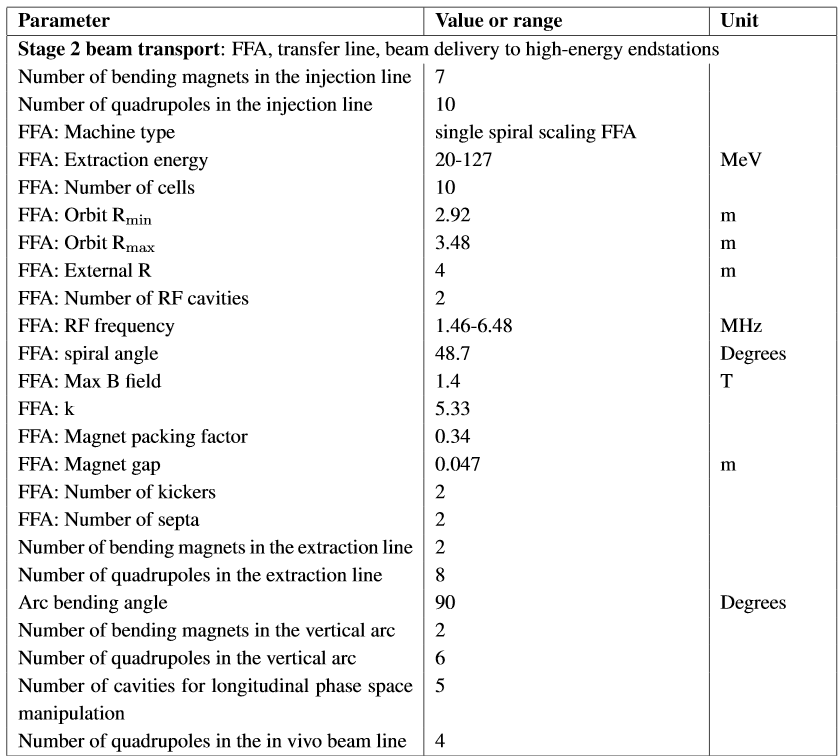 Parameter Value or range Unit
Stage 2 beam transport: FFA, transfer line, beam delivery to high-energy endstations
Number of bending magnets in the injection line 7
Number of quadrupoles in the injection line 10
FFA: Machine type single spiral scaling FFA
FFA: Extraction energy 20-127 MeV
FFA: Number of cells 10
FFA: Orbit Rmin 2.92 m
FFA: Orbit Rmax 3.48 m
FFA: External R 4 m
FFA: Number of RF cavities 2
FFA: RF frequency 1.46-6.48 MHz
FFA: spiral angle 48.7 Degrees
FFA: Max B field 1.4 T
FFA: k 5.33
FFA: Magnet packing factor 0.34
FFA: Magnet gap 0.047 m
FFA: Number of kickers 2
FFA: Number of septa 2
Number of bending magnets in the extraction line 2
Number of quadrupoles in the extraction line 8
Arc bending angle 90 Degrees
Number of bending magnets in the vertical arc 2
Number of quadrupoles in the vertical arc 6
Number of cavities for longitudinal phase space 5
manipulation
Number of quadrupoles in the in vivo beam line 4